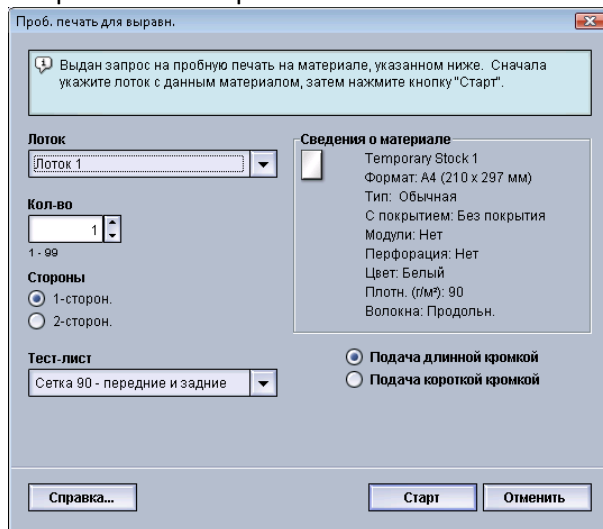 Проб. печать для выравн.
Выдан запрос на пробную печать на материале, указанном ниже. Сначала
укажите лоток с данным материалом, затем нажмите кнопку "Старт".
Лоток
Лоток 1
Кол-во
1
1 - 99
Стороны
1-сторон.
2-сторон.
Тест-лист
Сетка 90 - передние и задние
Сведения о материале
Temporary Stock 1
Формат: A4 (210 x 297 мм)
Тип: Обычная
С покрытием: Без покрытия
Модули: Нет
Перфорация: Нет
Цвет: Белый
Плотн. (г/м²): 90
Волокна: Продольн.
Подача длинной кромкой
Подача короткой кромкой
Справка...
Старт
Отменить